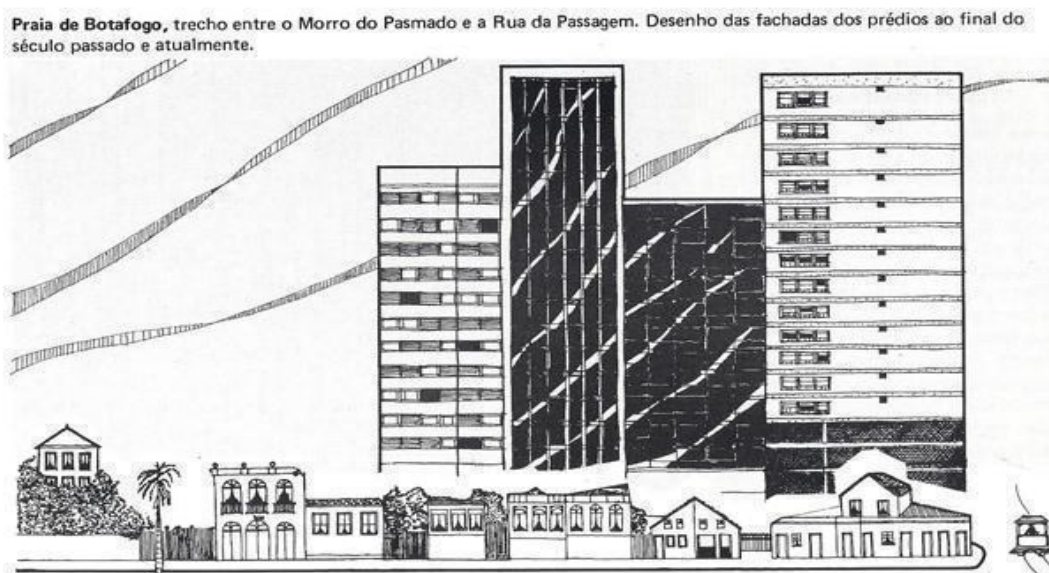 Praia de Botafogo, trecho entre o Morro do Pasmado e a Rua da Passagem. Desenho das fachadas dos prédios ao final do
século passado e atualmente.